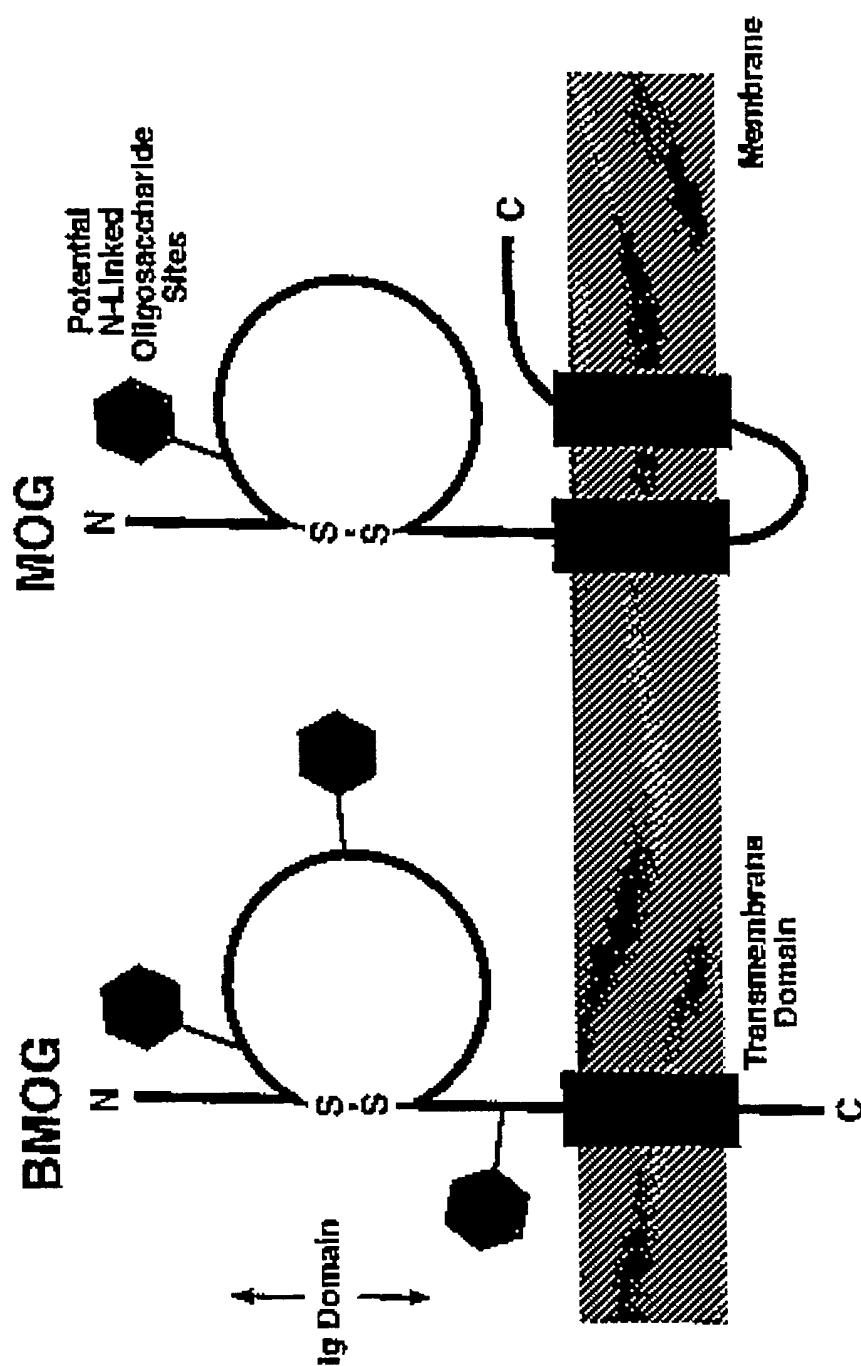 BMOG
MOG
N
N
Potential
N-Linked
Oligosaccharide
Sites
Ig Domain
S-S
S-S
C
C
Transmembrane
Domain
Membrane